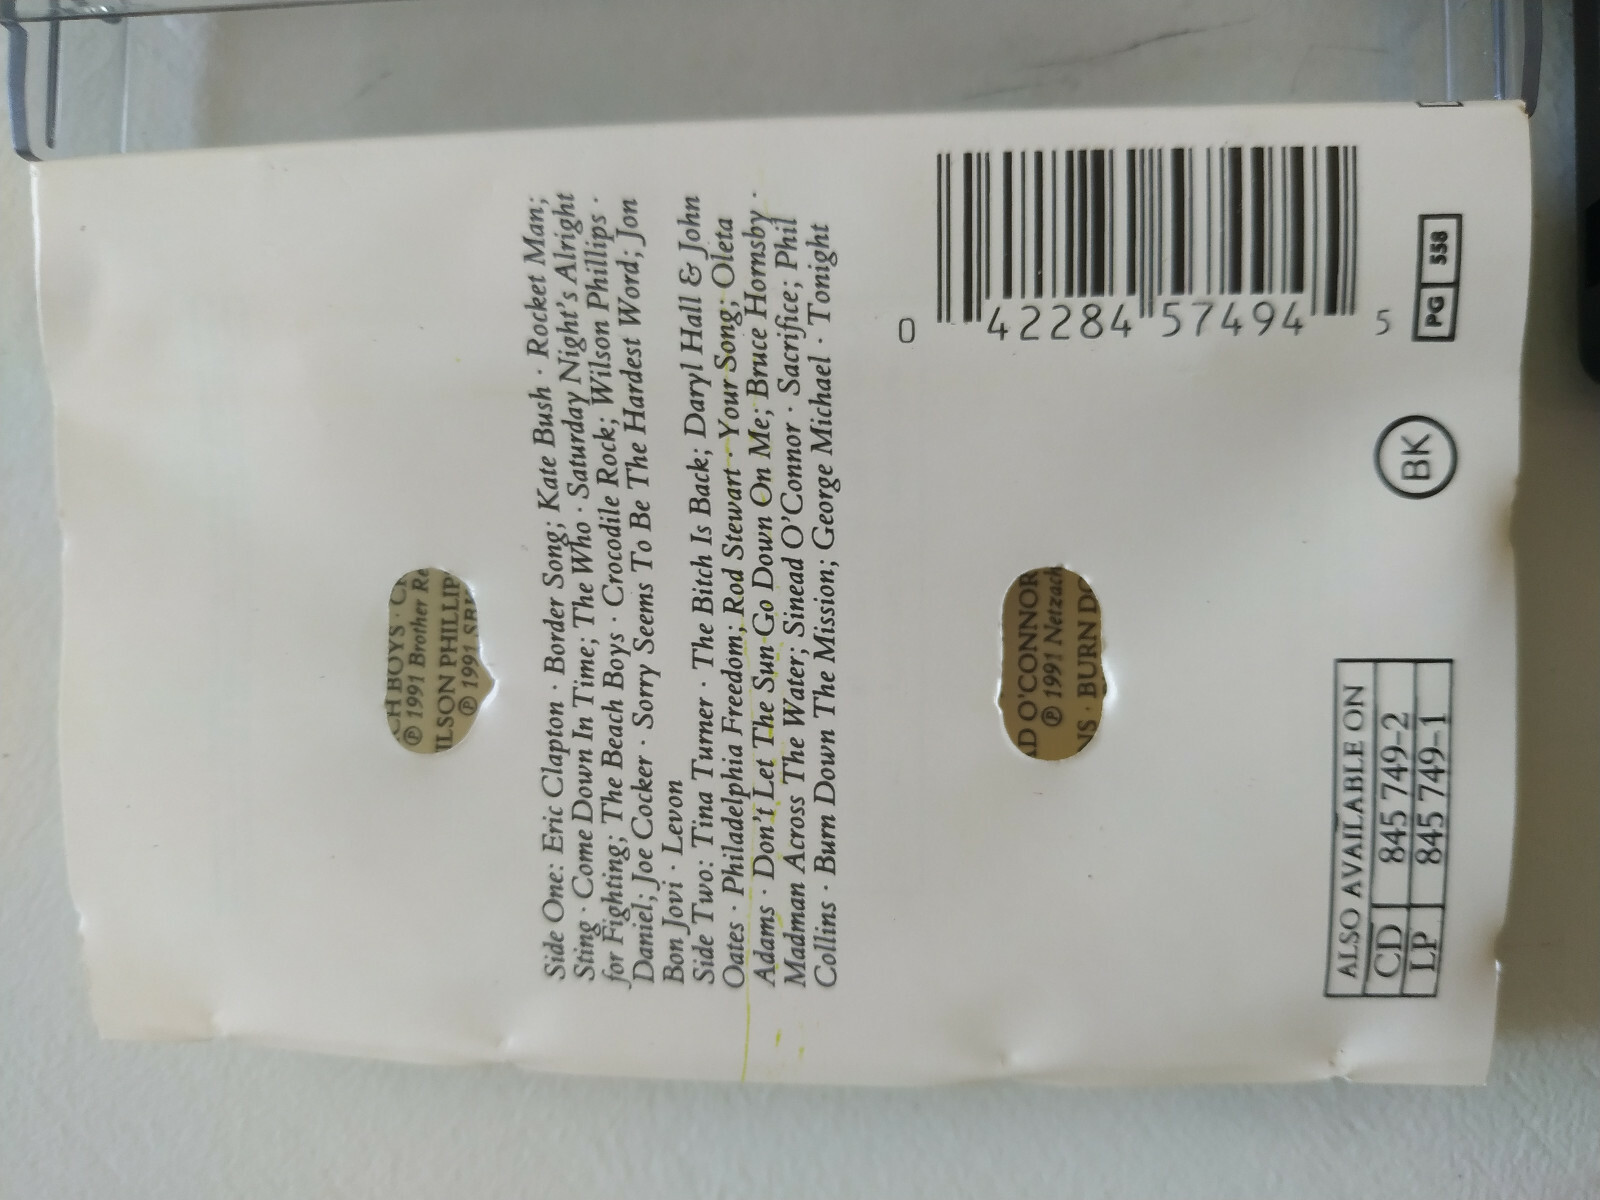 Side One: Eric Clapton · Border Song; Kate Bush · Rocket Man;
Sting · Come Down In Time; The Who · Saturday Night's Alright
for Fighting; The Beach Boys · Crocodile Rock; Wilson Phillips ·
Daniel; Joe Cocker · Sorry Seems To Be The Hardest Word; Jon
Bon Jovi · Levon
Side Two: Tina Turner · The Bitch Is Back; Daryl Hall & John
Oates · Philadelphia Freedom; Rod Stewart · Your Song; Oleta
Adams · Don't Let The Sun Go Down On Me; Bruce Hornsby ·
Madman Across The Water; Sinead O'Connor · Sacrifice; Phil
Collins · Burn Down The Mission; George Michael · Tonight
CH BOYS · C
℗ 1991 Brother Re
ILSON PHILLIP
℗ 1991 SBK
D O'CONNOR
℗ 1991 Netzach
NS · BURN DO
0 42284 57494 5
PG 558
BK
ALSO AVAILABLE ON
CD 845 749-2
LP 845 749-1